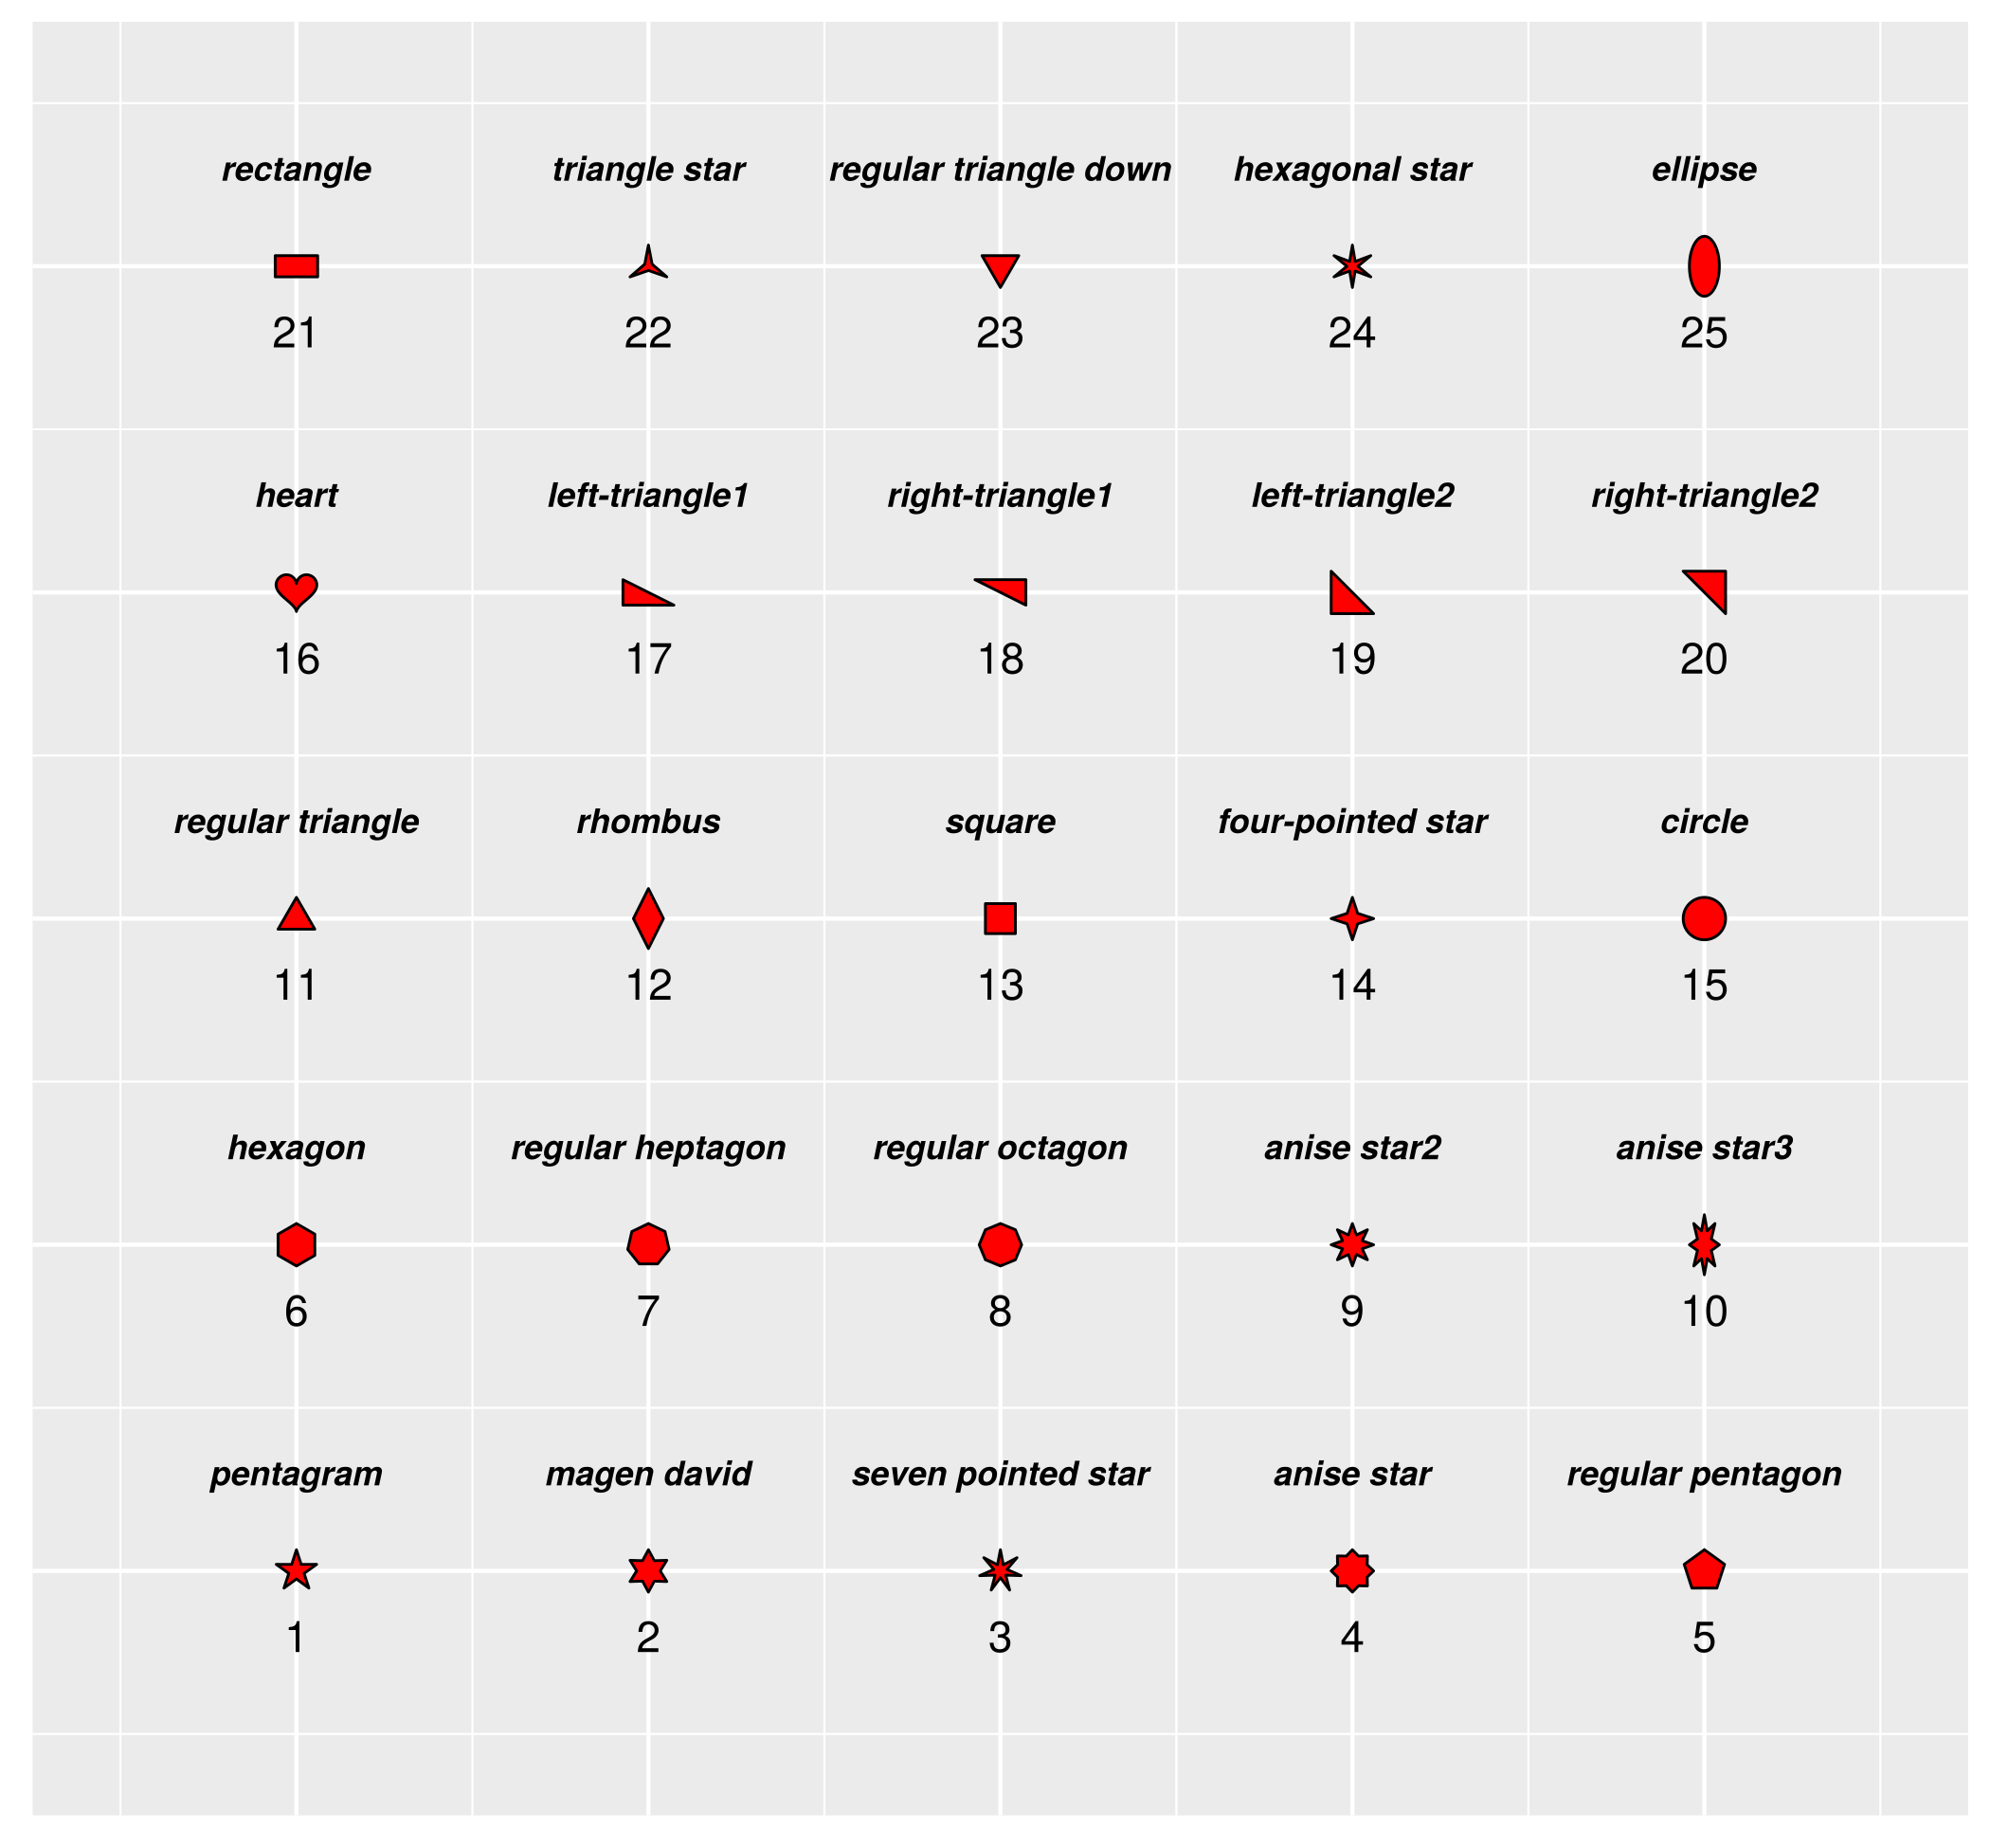 rectangle triangle star regular triangle down hexagonal star ellipse
21 22 23 24 25
heart left-triangle1 right-triangle1 left-triangle2 right-triangle2
16 17 18 19 20
regular triangle rhombus square four-pointed star circle
11 12 13 14 15
hexagon regular heptagon regular octagon anise star2 anise star3
6 7 8 9 10
pentagram magen david seven pointed star anise star regular pentagon
1 2 3 4 5